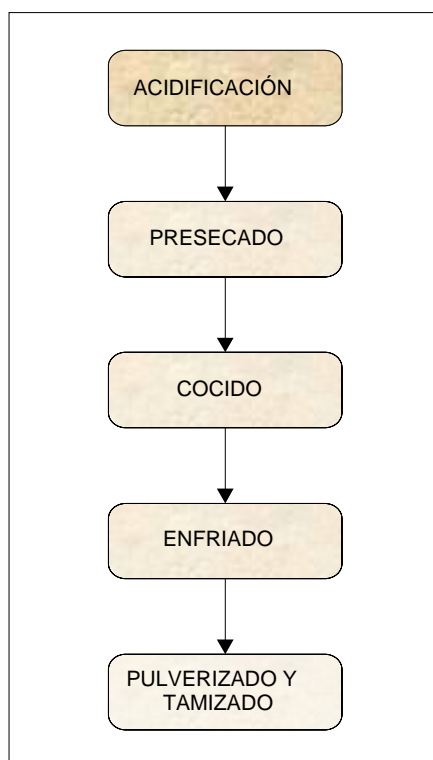 ACIDIFICACIÓN
PRESECADO
COCIDO
ENFRIADO
PULVERIZADO Y
TAMIZADO